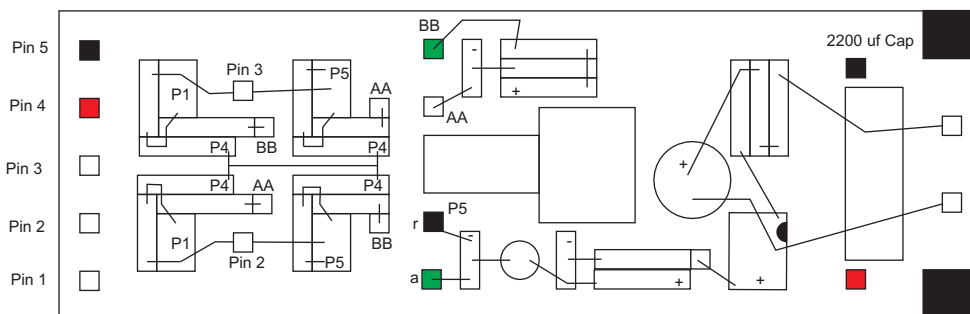 Pin 5
Pin 4
Pin 3
Pin 2
Pin 1
Pin 3
P1
P5
AA
BB
P4
P4
P4
AA
P4
P1
BB
Pin 2
P5
BB
-
+
AA
P5
r
a
-
-
+
+
+
2200 uf Cap